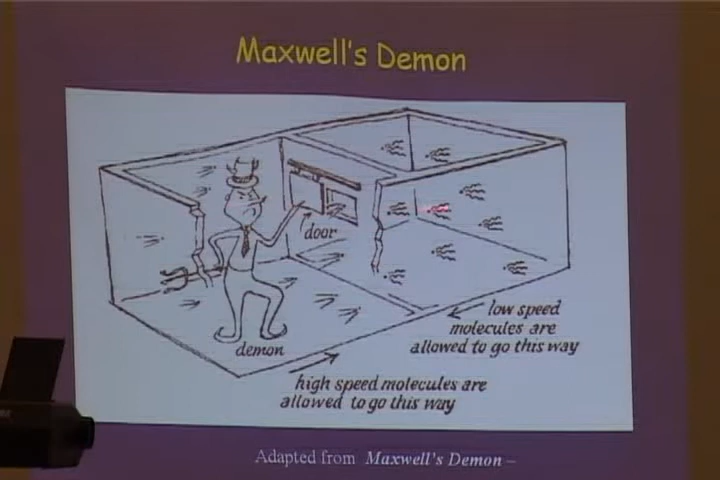 Maxwell's Demon
door
demon
low speed
molecules are
allowed to go this way
high speed molecules are
allowed to go this way
Adapted from Maxwell's Demon –